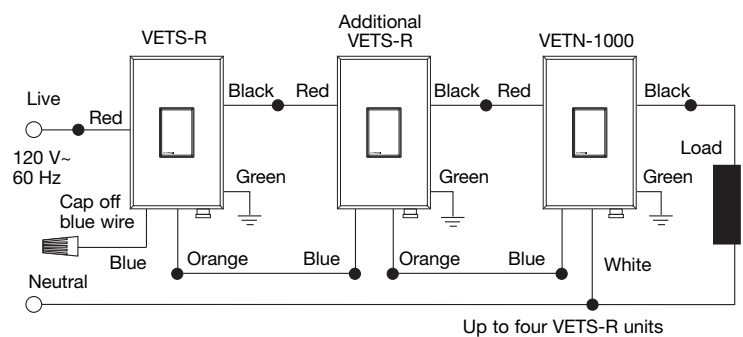 VETS-R
Additional
VETS-R
VETN-1000
Live
Red
Black
Red
Black
Red
Black
Load
120 V~
60 Hz
Green
Green
Green
Cap off
blue wire
Blue
Orange
Blue
Orange
Blue
White
Neutral
Up to four VETS-R units